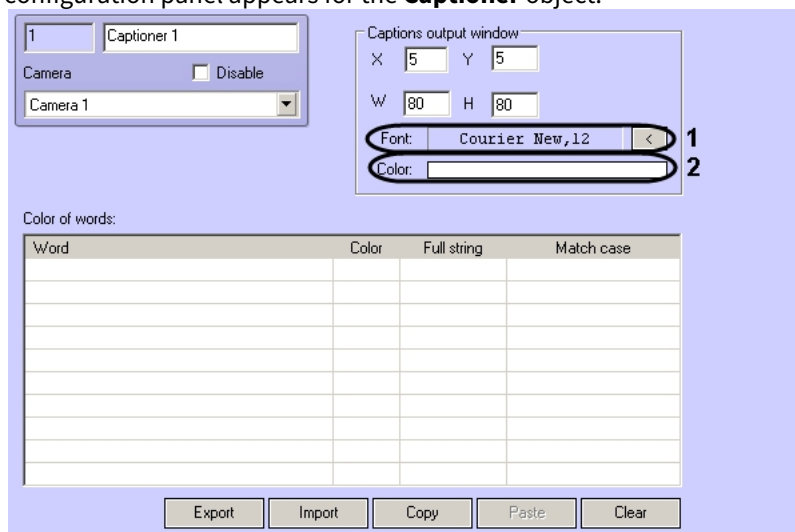 configuration panel appears for the Captioner object.
1 Captioner 1
Camera Disable
Camera 1
Captions output window
X 5 Y 5
W 80 H 80
Font: Courier New,12 < 1
Color: 2
Color of words:
Word Color Full string Match case
Export Import Copy Paste Clear